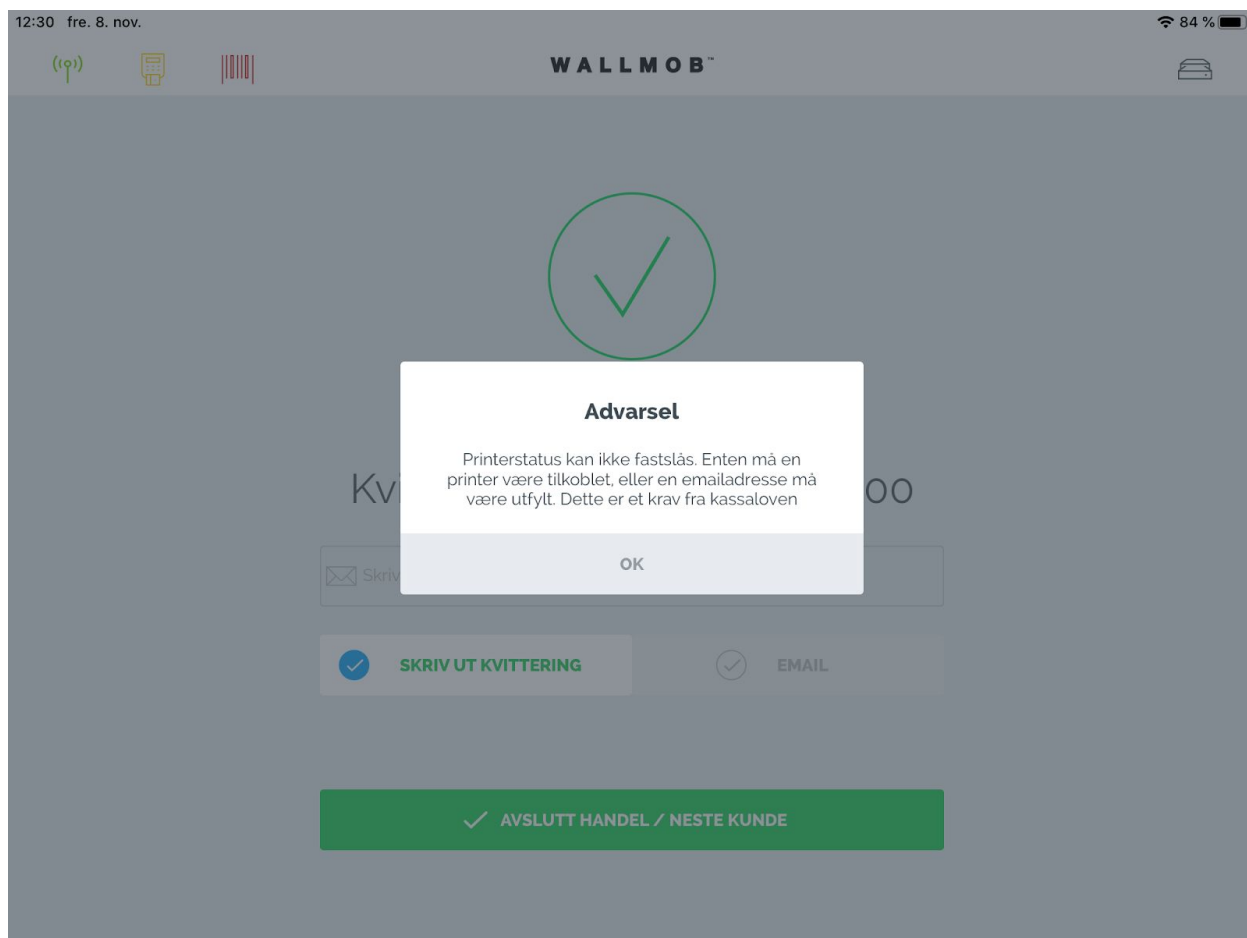 12:30 fre. 8. nov.
84 %
WALLMOB™
Advarsel
Printerstatus kan ikke fastslås. Enten må en
printer være tilkoblet, eller en emailadresse må
være utfylt. Dette er et krav fra kassaloven
OK
SKRIV UT KVITTERING
EMAIL
AVSLUTT HANDEL / NESTE KUNDE